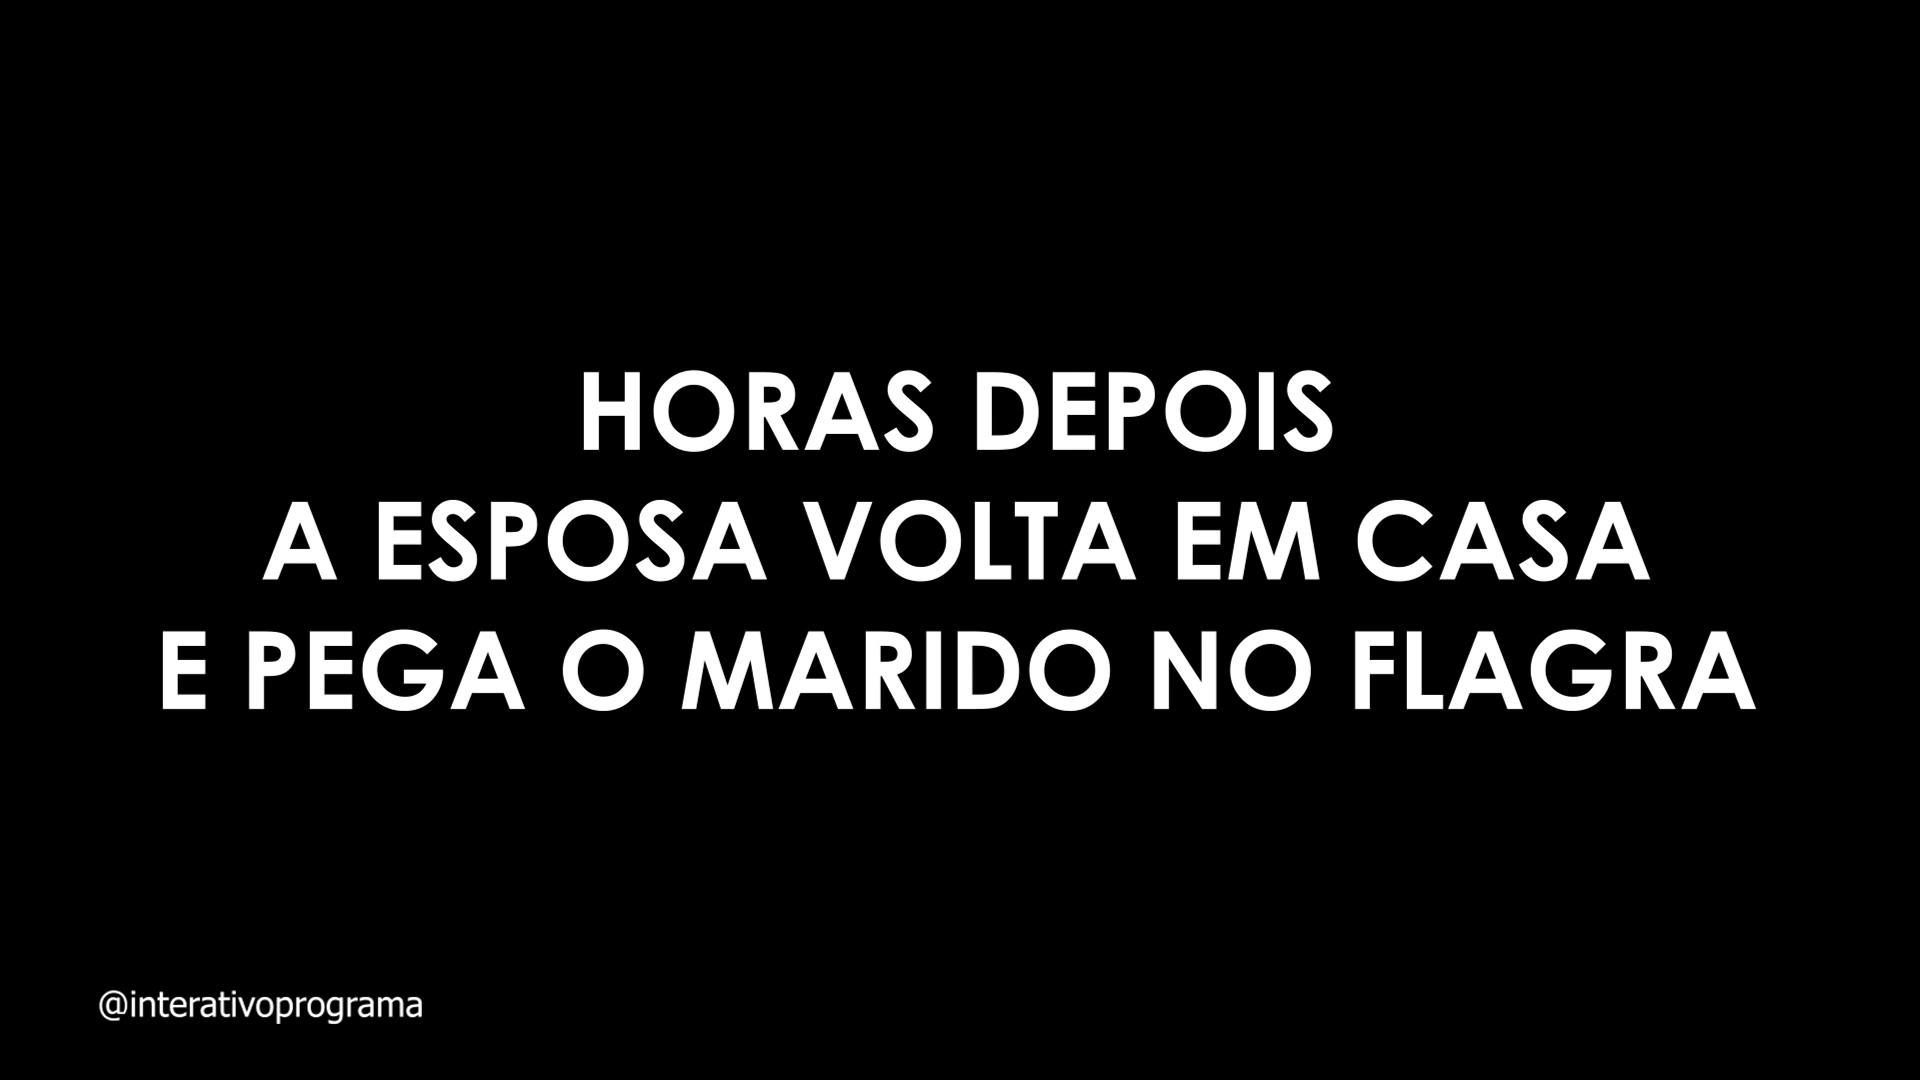 HORAS DEPOIS
A ESPOSA VOLTA EM CASA
E PEGA O MARIDO NO FLAGRA
@interativoprograma